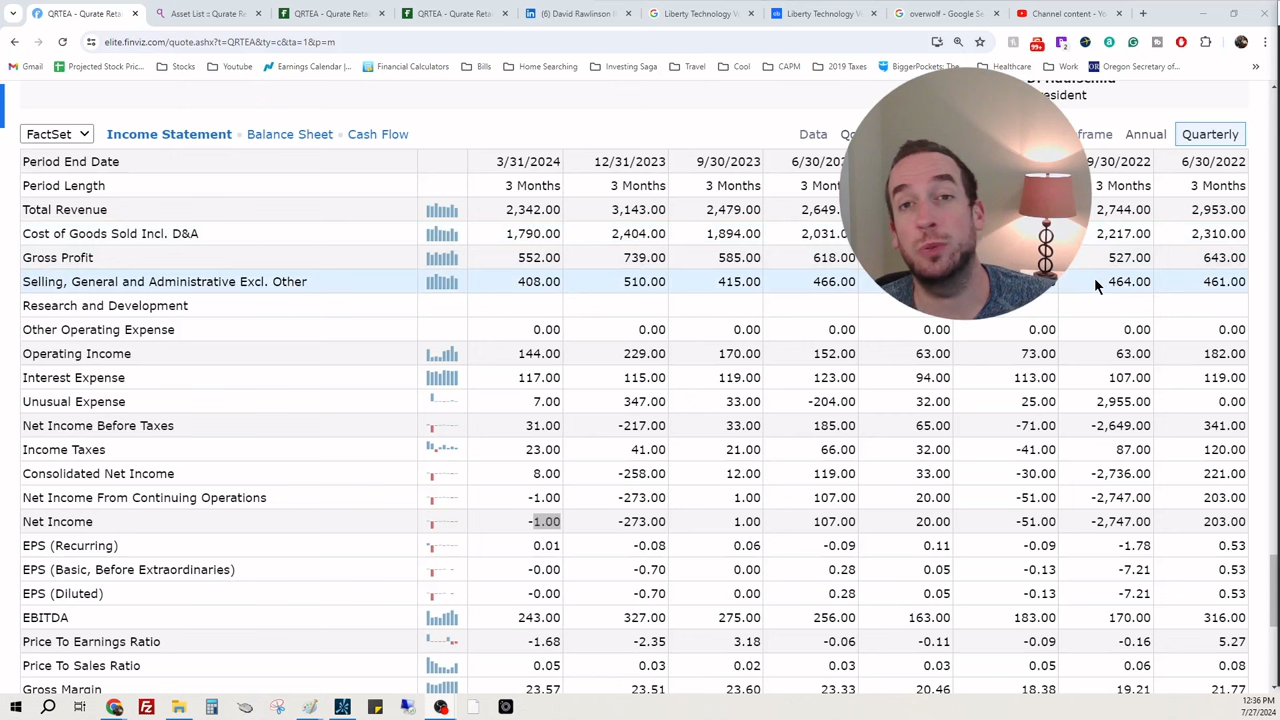 QRTEA - Qurate Retai
Asset List :: Qurate Re
QRTEA - Qurate Retai
QRTEA - Qurate Retai
(6) David Rawlinson I
Liberty Technology V
Liberty Technology V
overwolf - Google Se
Channel content - Yo
elite.finviz.com/quote.ashx?t=QRTEA&ty=c&ta=1&p=
99+
2
Gmail
Projected Stock Pric...
Stocks
Youtube
Earnings Calendar |...
Financial Calculators
Bills
Home Searching
Investing Saga
Travel
Cool
CAPM
2019 Taxes
BiggerPockets: The...
Healthcare
Work
Oregon Secretary of...
FactSet
Income Statement
Balance Sheet
Cash Flow
Data
Annual
Quarterly
Period End Date 3/31/2024 12/31/2023 9/30/2023 6/30/202 9/30/2022 6/30/2022
Period Length 3 Months 3 Months 3 Months 3 Mont 3 Months 3 Months
Total Revenue 2,342.00 3,143.00 2,479.00 2,649. 2,744.00 2,953.00
Cost of Goods Sold Incl. D&A 1,790.00 2,404.00 1,894.00 2,031.0 2,217.00 2,310.00
Gross Profit 552.00 739.00 585.00 618.00 527.00 643.00
Selling, General and Administrative Excl. Other 408.00 510.00 415.00 466.00 464.00 461.00
Research and Development
Other Operating Expense 0.00 0.00 0.00 0.00 0.00 0.00 0.00 0.00
Operating Income 144.00 229.00 170.00 152.00 63.00 73.00 63.00 182.00
Interest Expense 117.00 115.00 119.00 123.00 94.00 113.00 107.00 119.00
Unusual Expense 7.00 347.00 33.00 -204.00 32.00 25.00 2,955.00 0.00
Net Income Before Taxes 31.00 -217.00 33.00 185.00 65.00 -71.00 -2,649.00 341.00
Income Taxes 23.00 41.00 21.00 66.00 32.00 -41.00 87.00 120.00
Consolidated Net Income 8.00 -258.00 12.00 119.00 33.00 -30.00 -2,736.00 221.00
Net Income From Continuing Operations -1.00 -273.00 1.00 107.00 20.00 -51.00 -2,747.00 203.00
Net Income -1.00 -273.00 1.00 107.00 20.00 -51.00 -2,747.00 203.00
EPS (Recurring) 0.01 -0.08 0.06 -0.09 0.11 -0.09 -1.78 0.53
EPS (Basic, Before Extraordinaries) -0.00 -0.70 0.00 0.28 0.05 -0.13 -7.21 0.53
EPS (Diluted) -0.00 -0.70 0.00 0.28 0.05 -0.13 -7.21 0.53
EBITDA 243.00 327.00 275.00 256.00 163.00 183.00 170.00 316.00
Price To Earnings Ratio -1.68 -2.35 3.18 -0.06 -0.11 -0.09 -0.16 5.27
Price To Sales Ratio 0.05 0.03 0.02 0.03 0.03 0.05 0.06 0.08
Gross Margin 23.57 23.51 23.60 23.33 20.46 18.38 19.21 21.77
12:36 PM
7/27/2024